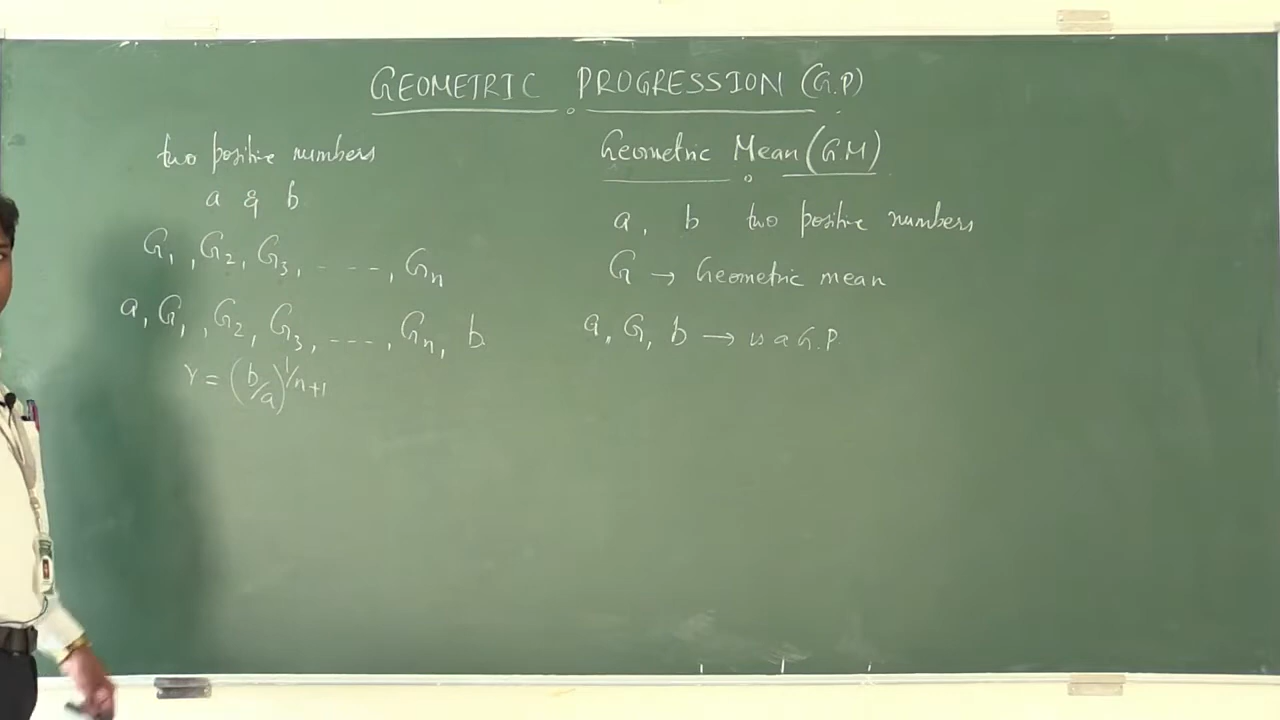 GEOMETRIC PROGRESSION (G.P)
two positive numbers
a & b
G₁, G₂, G₃, ----, Gn
a, G₁, G₂, G₃, ----, Gn, b
r = (b/a)^1/n+1
Geometric Mean (G.M)
a, b two positive numbers
G → Geometric mean
a, G, b → is a G.P